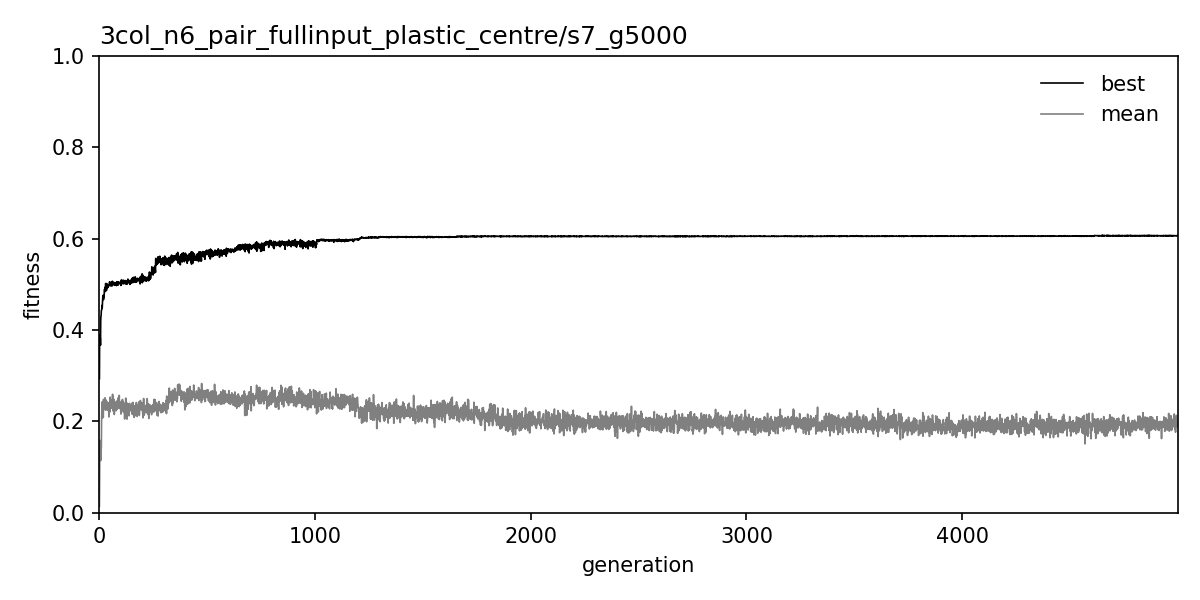 3col_n6_pair_fullinput_plastic_centre/s7_g5000
1.0
0.8
0.6
0.4
0.2
0.0
fitness
best
mean
0 1000 2000 3000 4000
generation